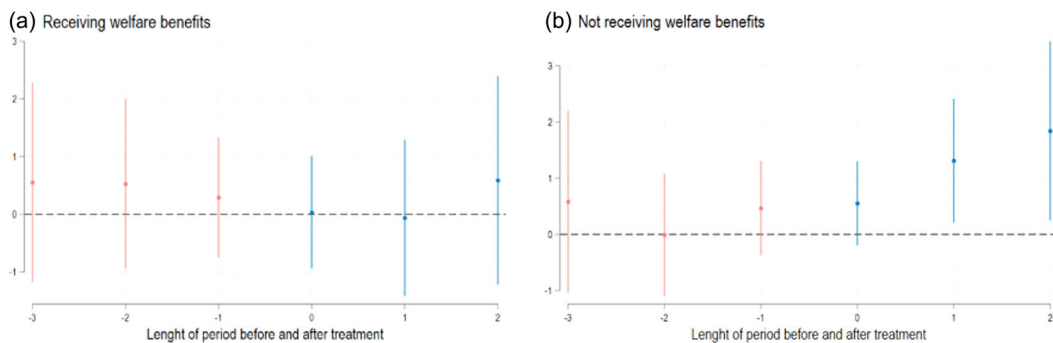 (a) Receiving welfare benefits
3
2
1
0
-1
-3 -2 -1 0 1 2
Lenght of period before and after treatment
(b) Not receiving welfare benefits
3
2
1
0
-1
-3 -2 -1 0 1 2
Lenght of period before and after treatment